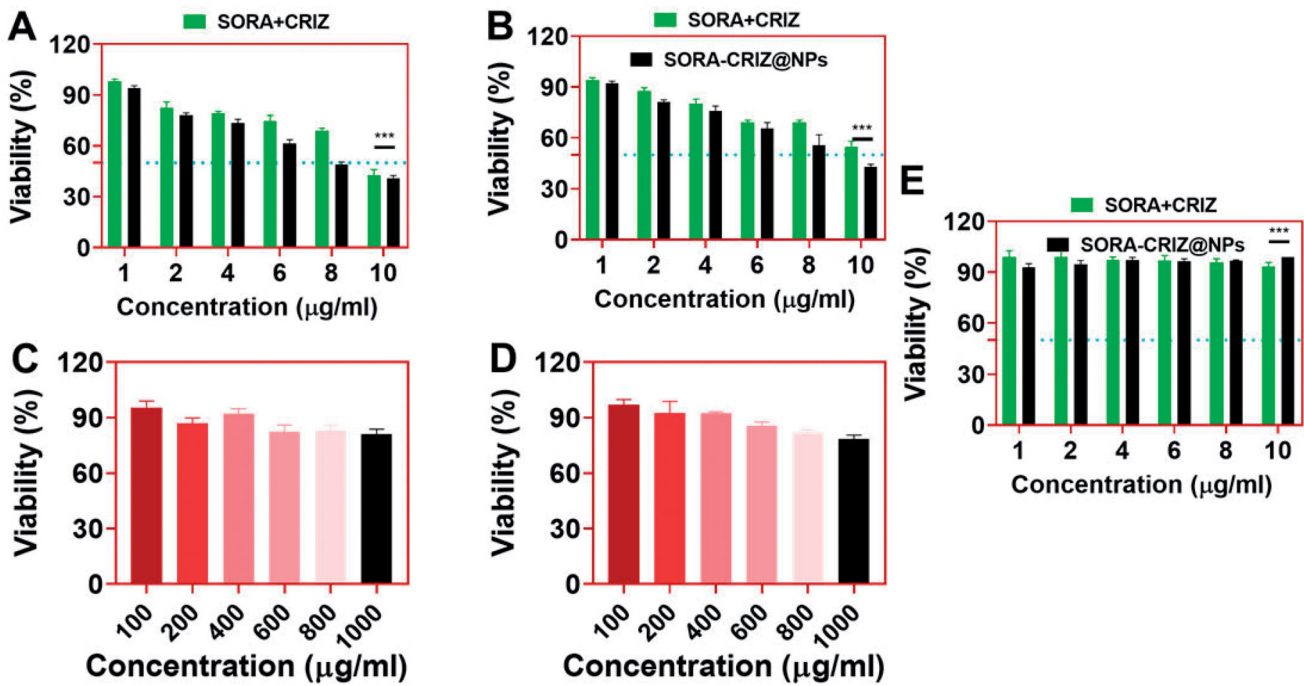 A
SORA+CRIZ
Viability (%)
120
90
60
30
0
***
1 2 4 6 8 10
Concentration (μg/ml)
B
SORA+CRIZ
SORA-CRIZ@NPs
Viability (%)
120
90
60
30
0
***
1 2 4 6 8 10
Concentration (μg/ml)
E
SORA+CRIZ
SORA-CRIZ@NPs
Viability (%)
120
90
60
30
0
***
1 2 4 6 8 10
Concentration (μg/ml)
C
Viability (%)
120
90
60
30
0
100 200 400 600 800 1000
Concentration (μg/ml)
D
Viability (%)
120
90
60
30
0
100 200 400 600 800 1000
Concentration (μg/ml)